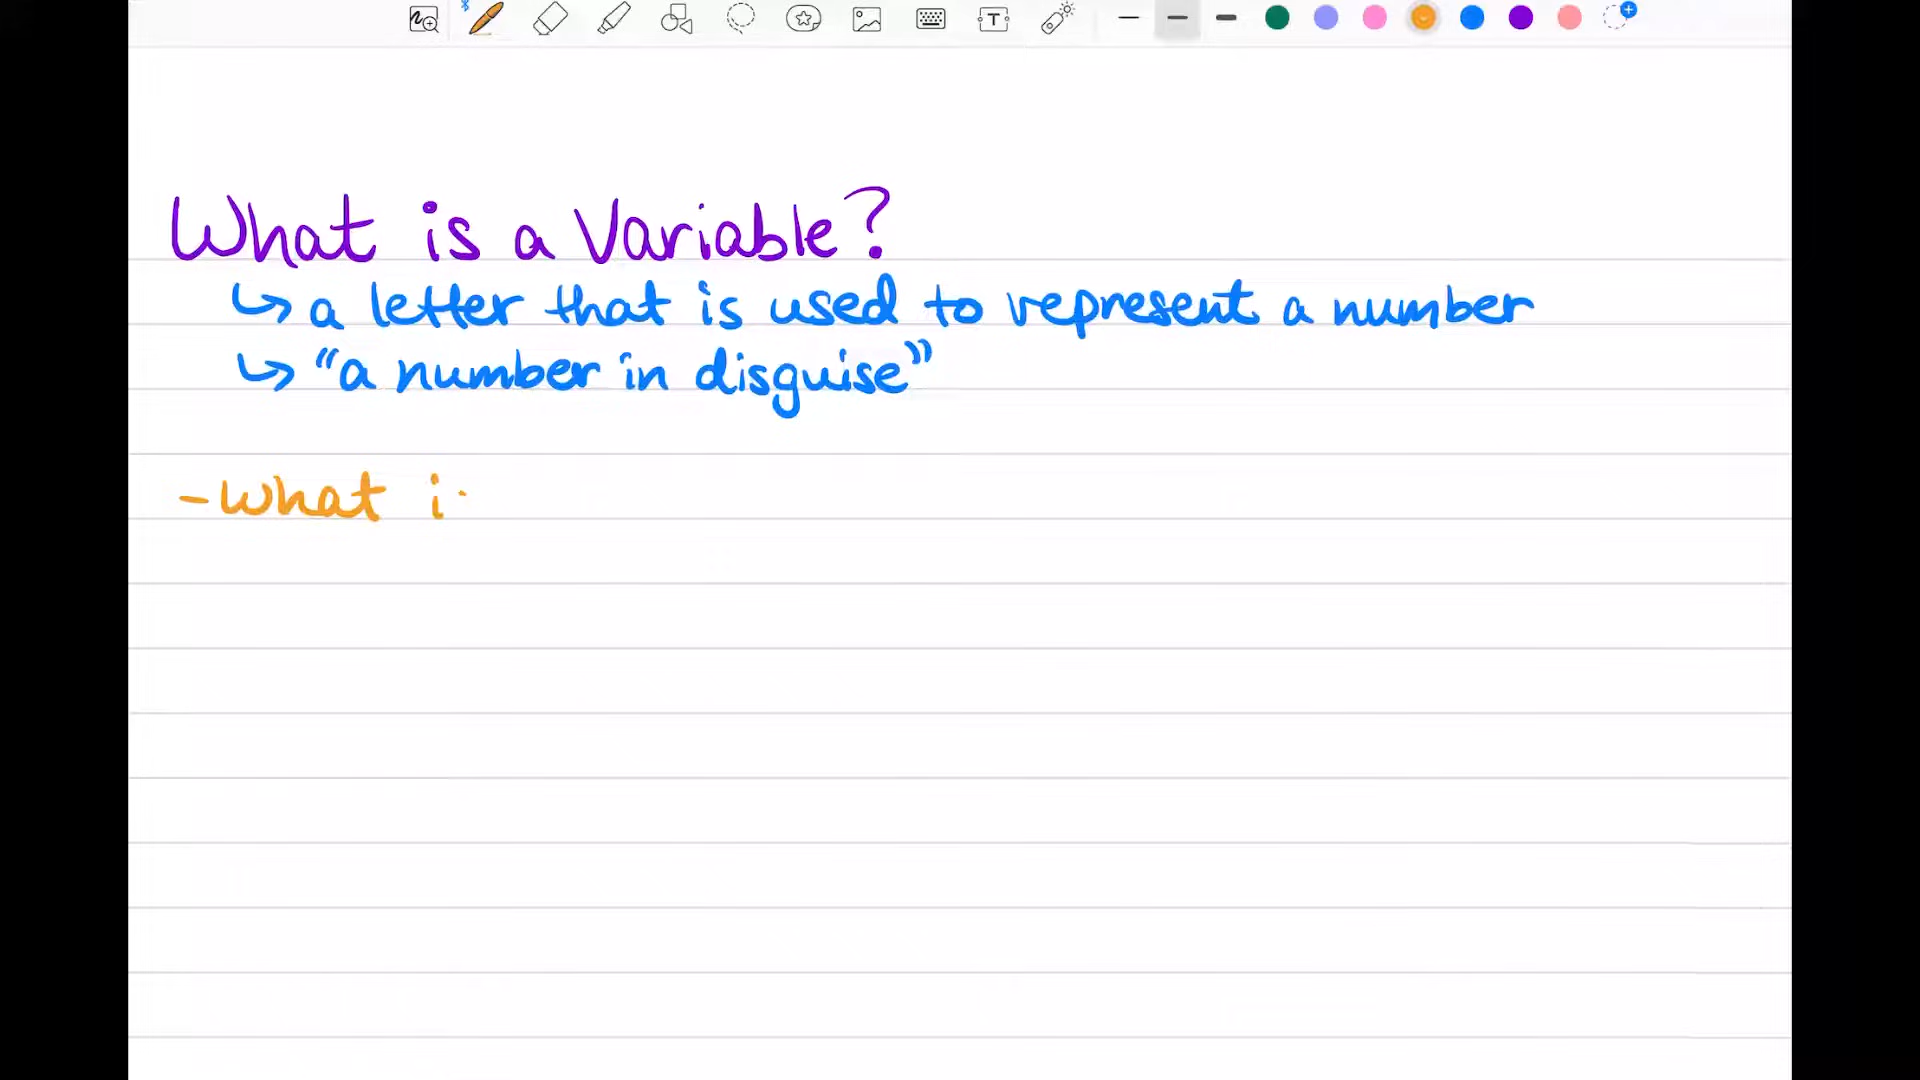 What is a Variable?
↳ a letter that is used to represent a number
↳ "a number in disguise"
- What i